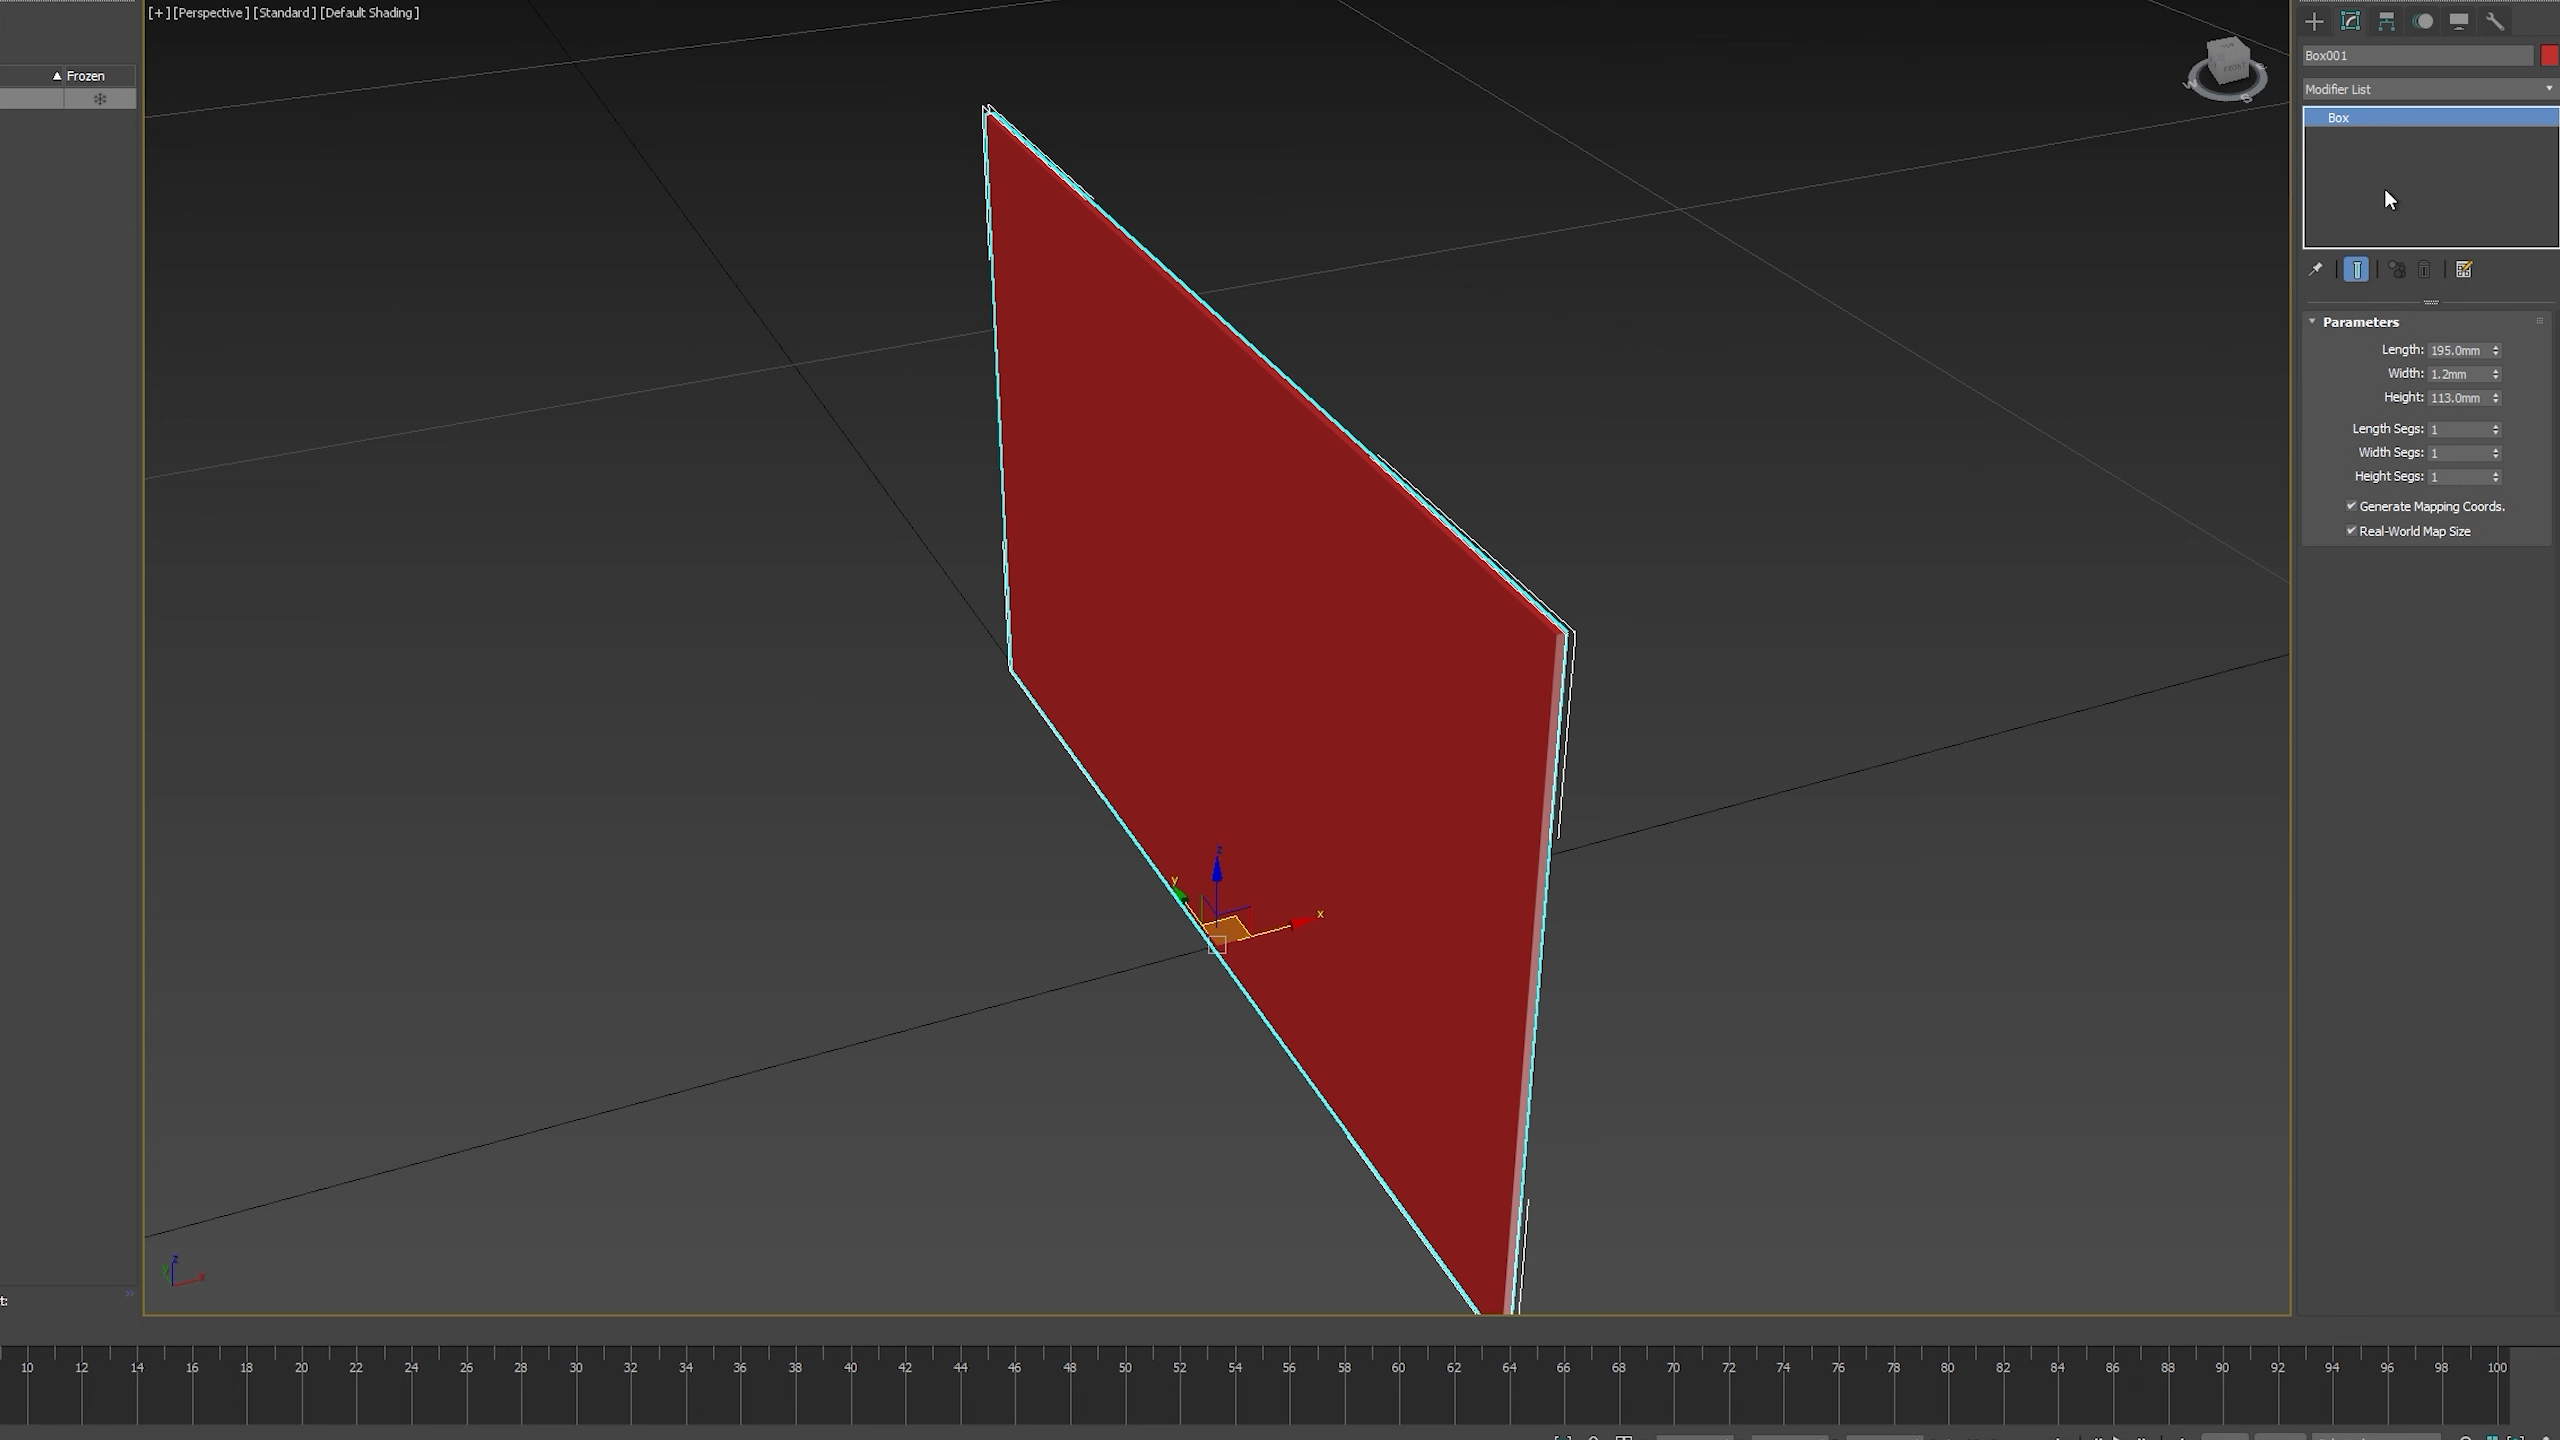 [+] [Perspective] [Standard] [Default Shading]
▲ Frozen
FRONT
W
S
Box001
Modifier List
Box
Parameters
Length: 195.0mm
Width: 1.2mm
Height: 113.0mm
Length Segs: 1
Width Segs: 1
Height Segs: 1
Generate Mapping Coords.
Real-World Map Size
z
y
x
z
y
x
t:
10 12 14 16 18 20 22 24 26 28 30 32 34 36 38 40 42 44 46 48 50 52 54 56 58 60 62 64 66 68 70 72 74 76 78 80 82 84 86 88 90 92 94 96 98 100